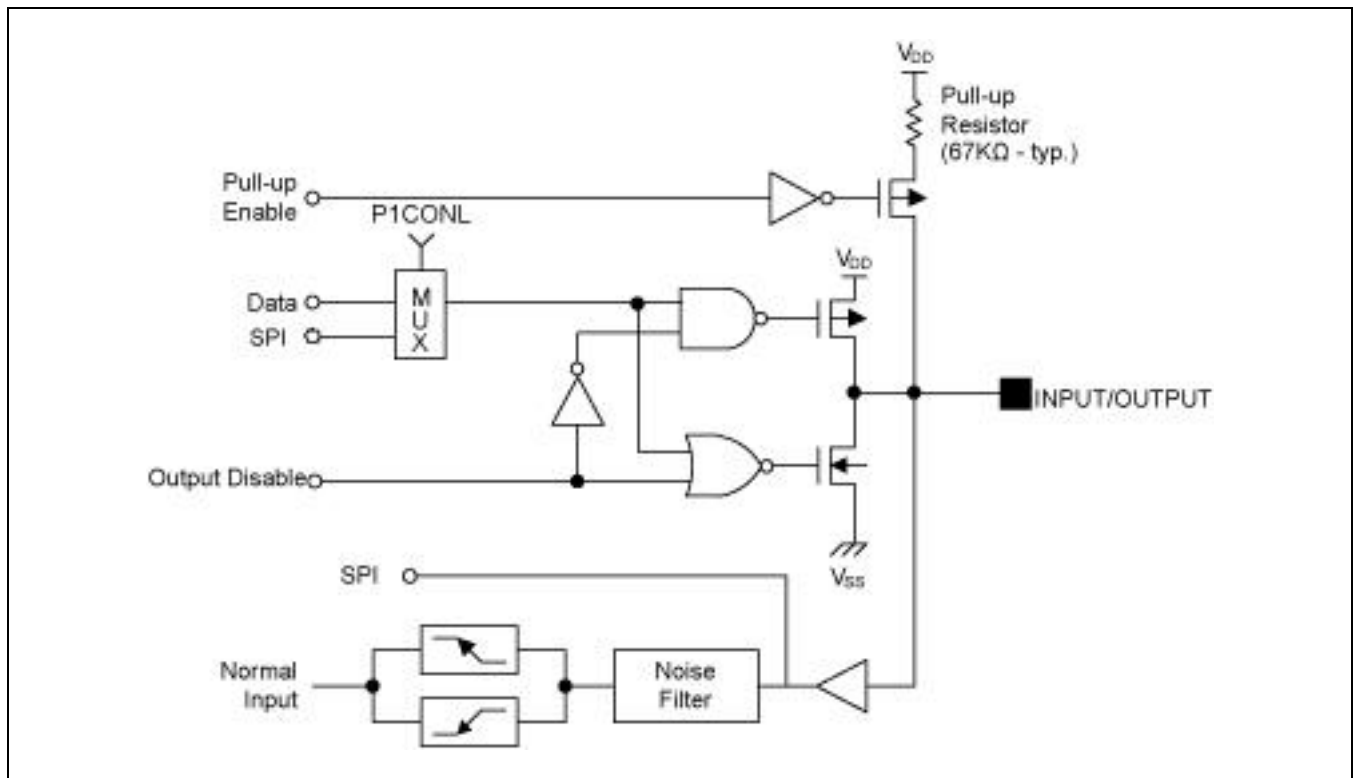 VDD
Pull-up
Resistor
(67KΩ - typ.)
Pull-up
Enable
P1CONL
VDD
Data
SPI
M
U
X
INPUT/OUTPUT
Output Disable
VSS
SPI
Normal
Input
Noise
Filter